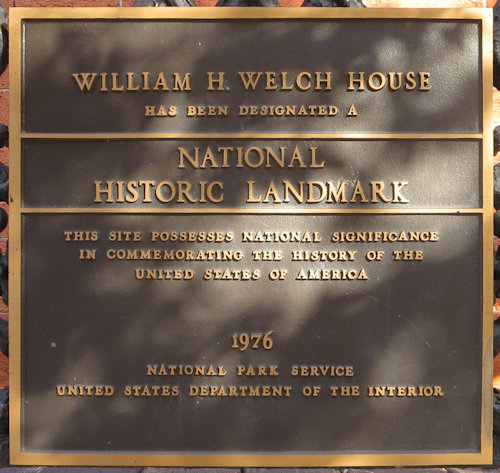 WILLIAM H. WELCH HOUSE
HAS BEEN DESIGNATED A
NATIONAL
HISTORIC LANDMARK
THIS SITE POSSESSES NATIONAL SIGNIFICANCE
IN COMMEMORATING THE HISTORY OF THE
UNITED STATES OF AMERICA
1976
NATIONAL PARK SERVICE
UNITED STATES DEPARTMENT OF THE INTERIOR